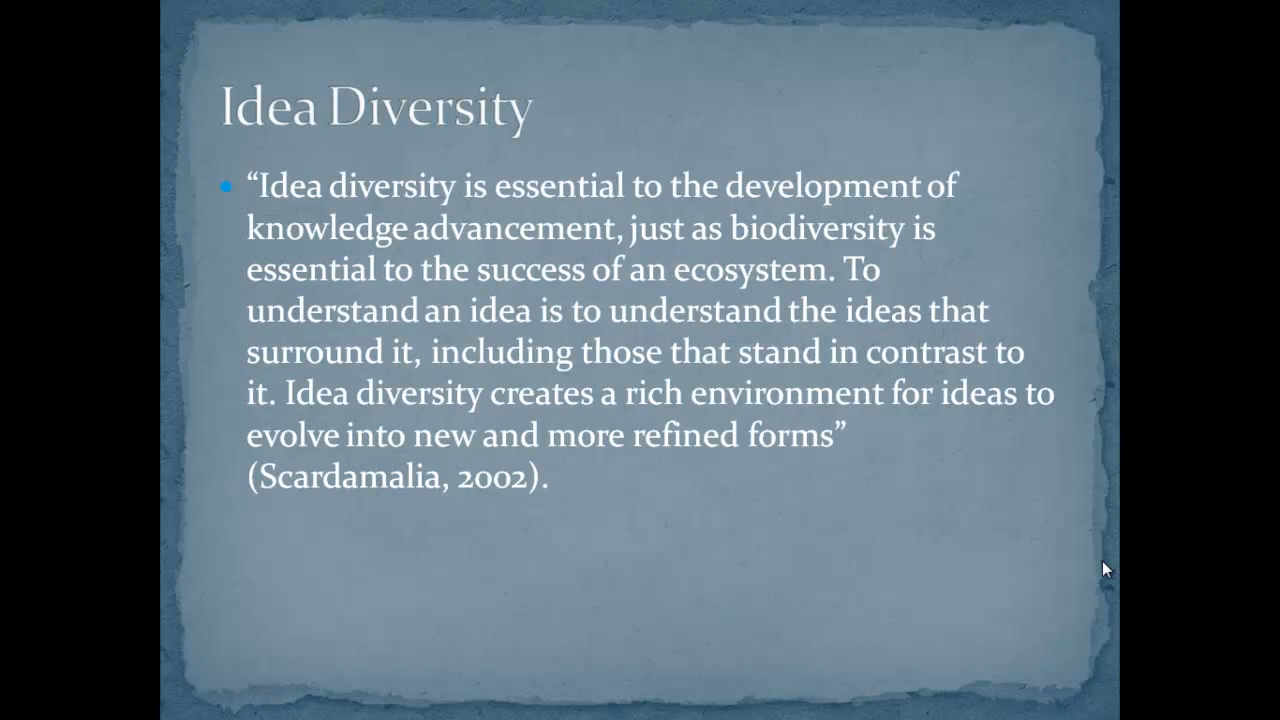 Idea Diversity
• “Idea diversity is essential to the development of
knowledge advancement, just as biodiversity is
essential to the success of an ecosystem. To
understand an idea is to understand the ideas that
surround it, including those that stand in contrast to
it. Idea diversity creates a rich environment for ideas to
evolve into new and more refined forms”
(Scardamalia, 2002).